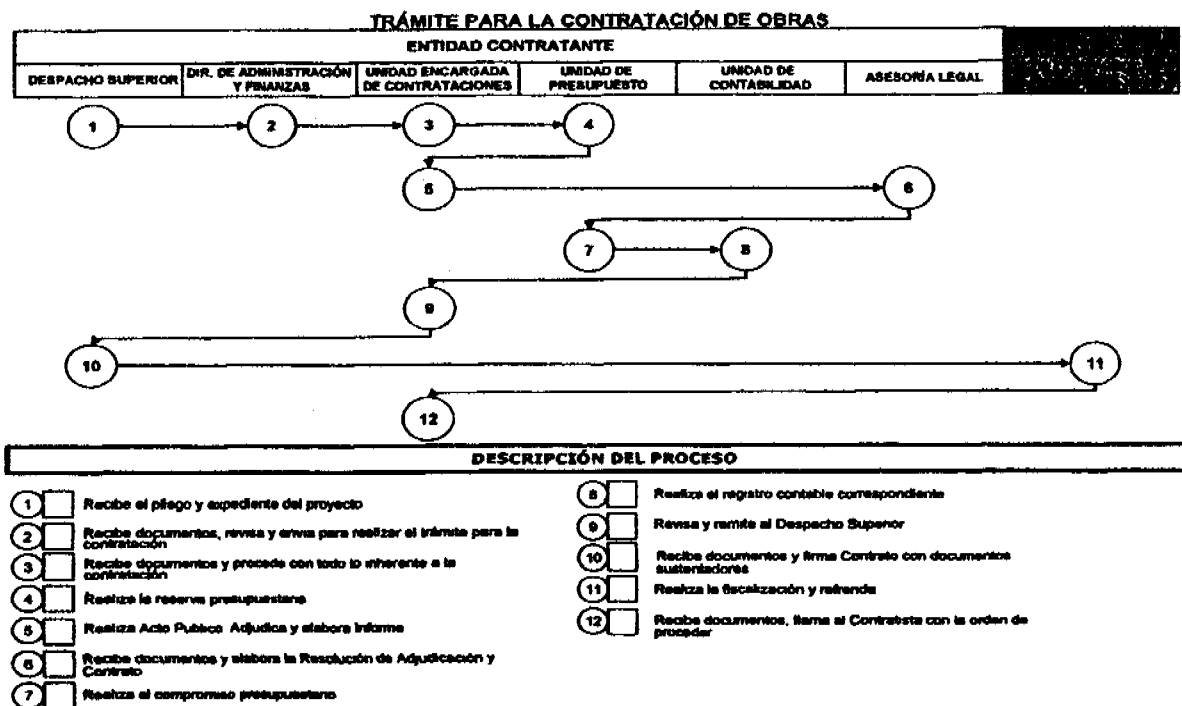 TRÁMITE PARA LA CONTRATACIÓN DE OBRAS
ENTIDAD CONTRATANTE
DESPACHO SUPERIOR
DIR. DE ADMINISTRACIÓN
Y FINANZAS
UNIDAD ENCARGADA
DE CONTRATACIONES
UNIDAD DE
PRESUPUESTO
UNIDAD DE
CONTABILIDAD
ASESORÍA LEGAL
1
2
3
4
5
6
7
8
9
10
11
12
DESCRIPCIÓN DEL PROCESO
1 Recibe el pliego y expediente del proyecto
2 Recibe documentos, revisa y envia para realizar el trámite para la
contratación
3 Recibe documentos y procede con todo lo inherente a la
contratación
4 Realiza la reserva presupuestaria
5 Realiza Acto Publico Adjudica y elabora informe
6 Recibe documentos y elabora la Resolución de Adjudicación y
Contrato
7 Realiza el compromiso presupuestario
8 Realiza el registro contable correspondiente
9 Revisa y remite al Despacho Superior
10 Recibe documentos y firma Contrato con documentos
sustentadores
11 Realiza la fiscalización y refrenda
12 Recibe documentos, llama al Contratista con la orden de
proceder